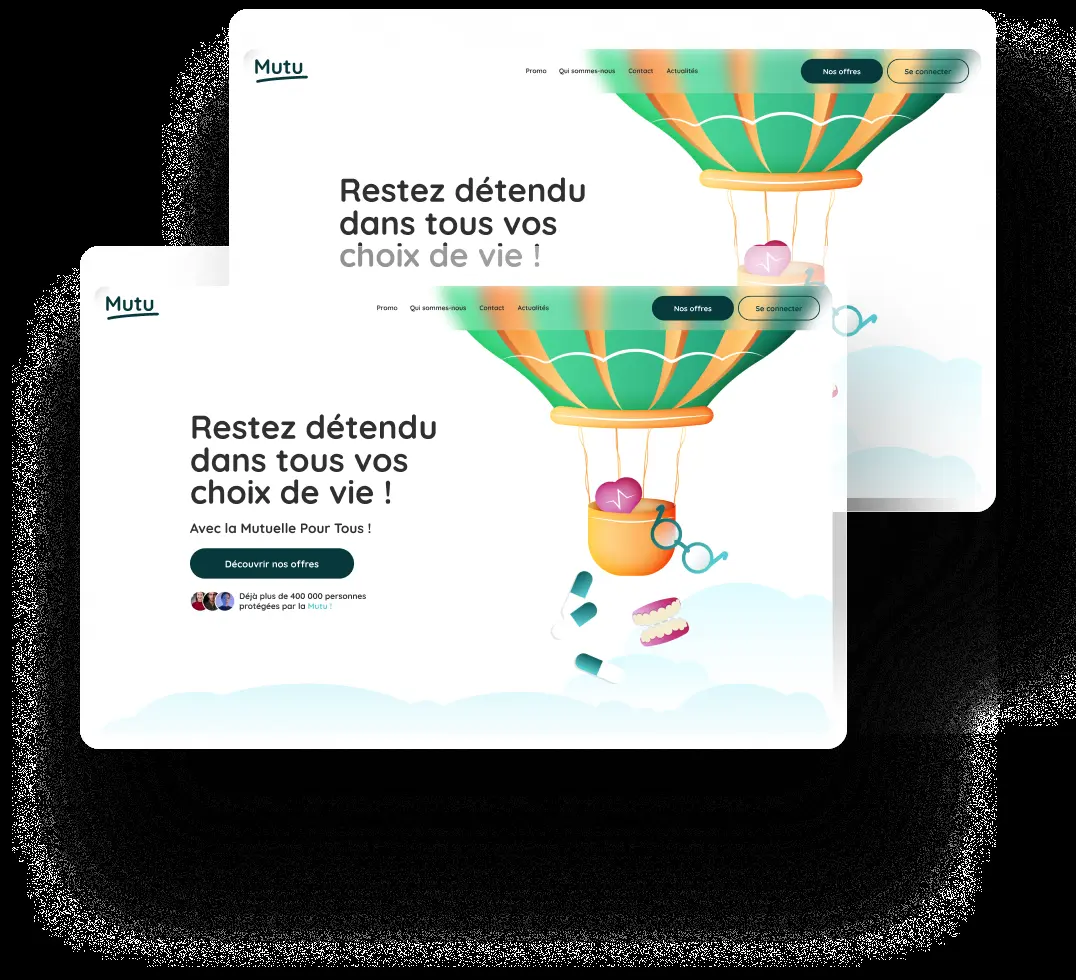 Mutu
Promo Qui sommes-nous Contact Actualités
Nos offres
Se connecter
Restez détendu
dans tous vos
choix de vie !
Mutu
Promo Qui sommes-nous Contact Actualités
Nos offres
Se connecter
Restez détendu
dans tous vos
choix de vie !
Avec la Mutuelle Pour Tous !
Découvrir nos offres
Déjà plus de 400 000 personnes
protégées par la Mutu !